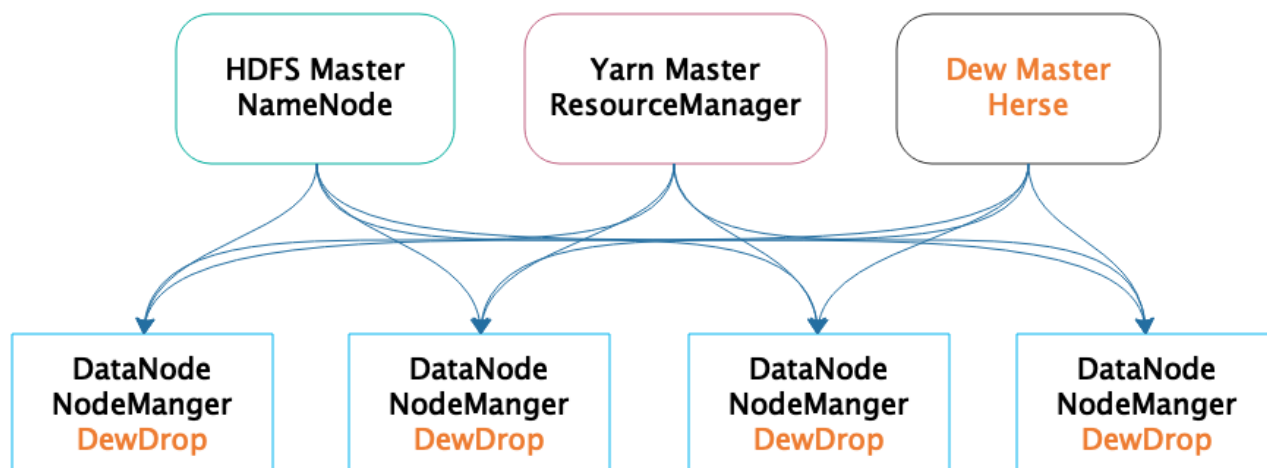 HDFS Master
NameNode
Yarn Master
ResourceManager
Dew Master
Herse
DataNode
NodeManger
DewDrop
DataNode
NodeManger
DewDrop
DataNode
NodeManger
DewDrop
DataNode
NodeManger
DewDrop